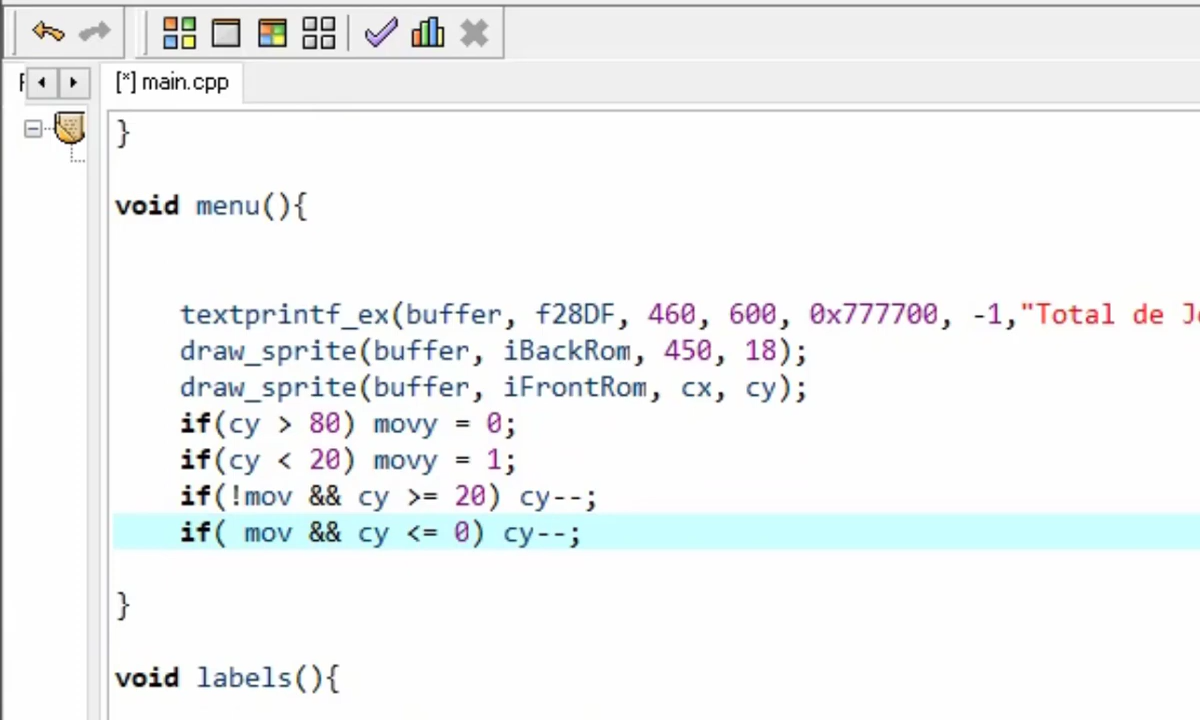 [*] main.cpp
}
void menu(){
textprintf_ex(buffer, f28DF, 460, 600, 0x777700, -1,"Total de
draw_sprite(buffer, iBackRom, 450, 18);
draw_sprite(buffer, iFrontRom, cx, cy);
if(cy > 80) movy = 0;
if(cy < 20) movy = 1;
if(!mov && cy >= 20) cy--;
if( mov && cy <= 0) cy--;
}
void labels(){